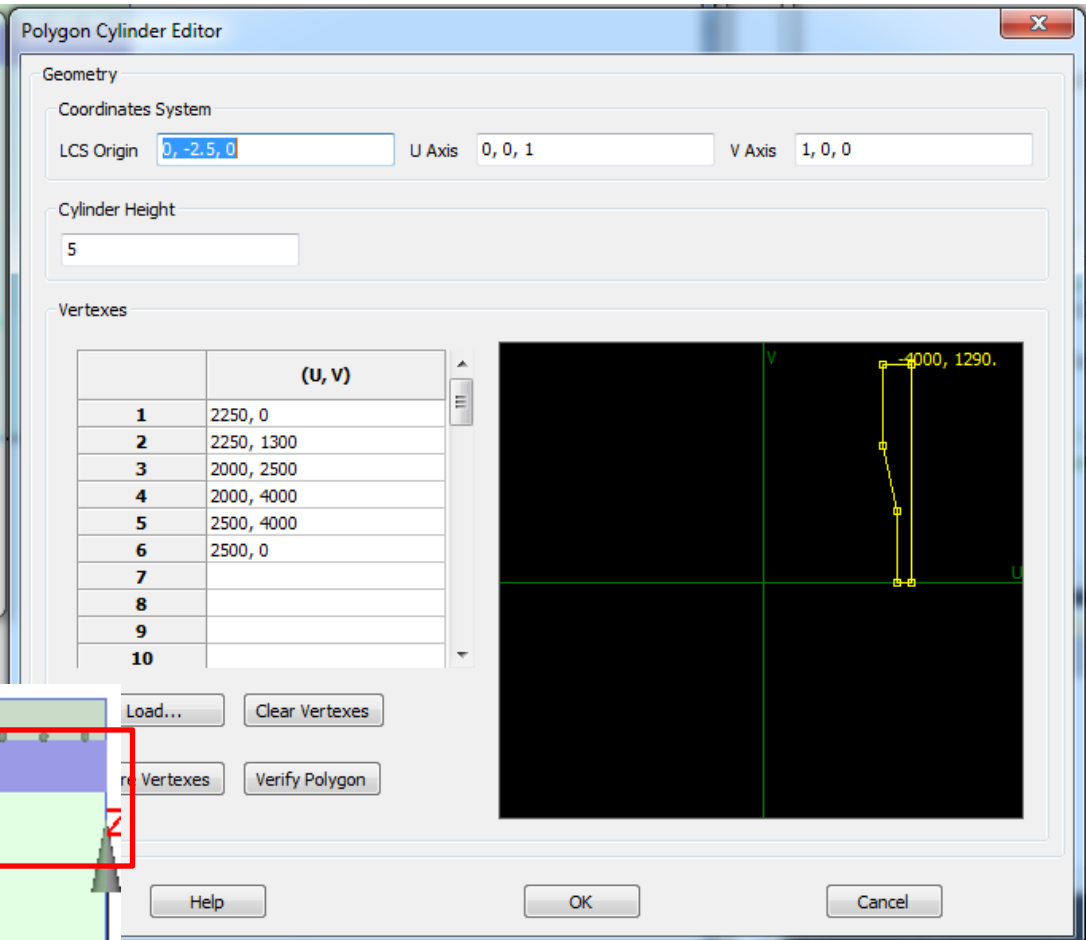 Polygon Cylinder Editor
Geometry
Coordinates System
LCS Origin 0, -2.5, 0 U Axis 0, 0, 1 V Axis 1, 0, 0
Cylinder Height
5
Vertexes
(U, V)
1 2250, 0
2 2250, 1300
3 2000, 2500
4 2000, 4000
5 2500, 4000
6 2500, 0
7
8
9
10
V -4000, 1290.
U
Load... Clear Vertexes
re Vertexes Verify Polygon
Help OK Cancel